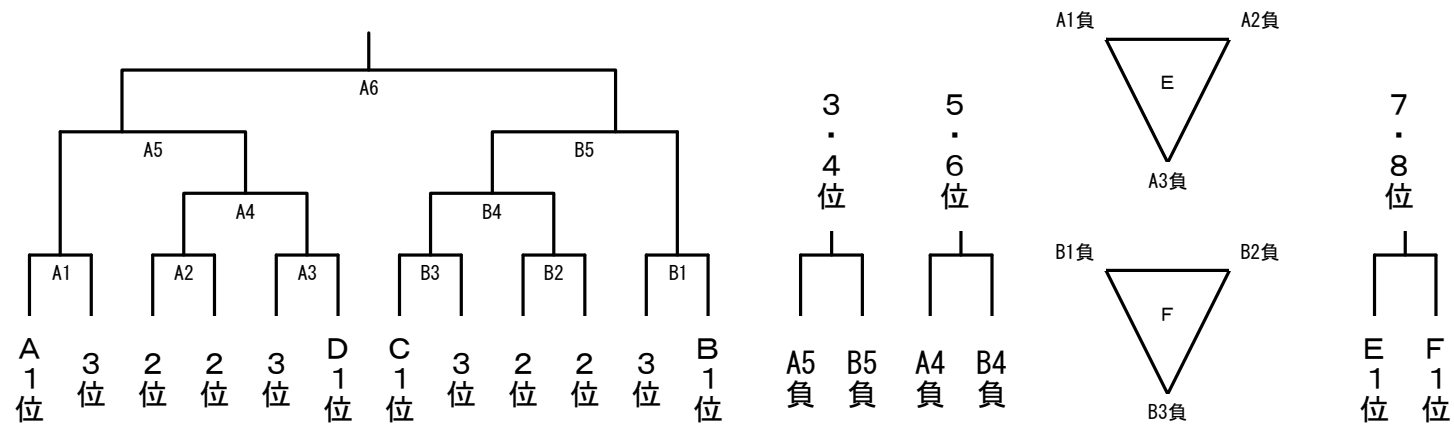 A6
A5
B5
A4
B4
A1
A2
A3
B3
B2
B1
A1位
3位
2位
2位
3位
D1位
C1位
3位
2位
2位
3位
B1位
3・4位
A5負
B5負
5・6位
A4負
B4負
A1負
A2負
E
A3負
B1負
B2負
F
B3負
7・8位
E1位
F1位